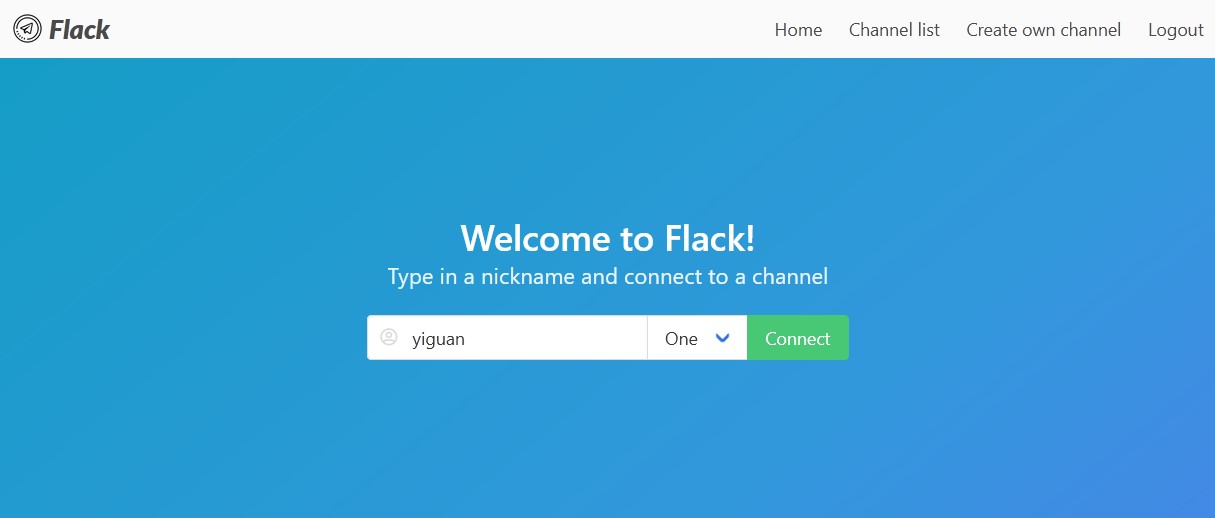 Flack
Home Channel list Create own channel Logout
Welcome to Flack!
Type in a nickname and connect to a channel
yiguan One Connect